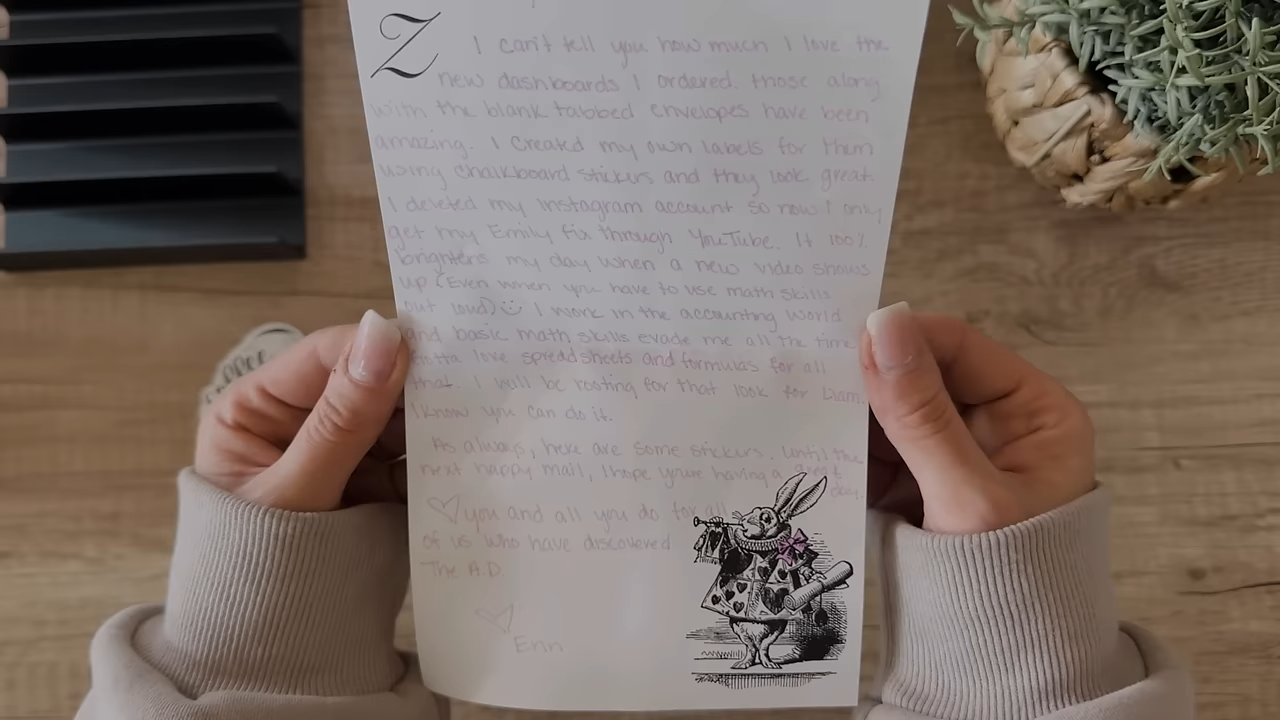 Z
I can't tell you how much I love the
new dashboards I ordered. Those along
with the blank tabbed envelopes have been
amazing. I created my own labels for them
using chalkboard stickers and they look great.
I deleted my Instagram account so now I only
get my Emily fix through YouTube. It 100%
brightens my day when a new video shows
up (Even when you have to use math skills
out loud) I work in the accounting world
and basic math skills evade me all the time
Gotta love spreadsheets and formulas for all
that. I will be rooting for that look for Liam.
I know you can do it.
As always, here are some stickers. Until the
next happy mail, I hope you're having a great
day.
you and all you do for all
of us who have discovered
The A.D.
Erin